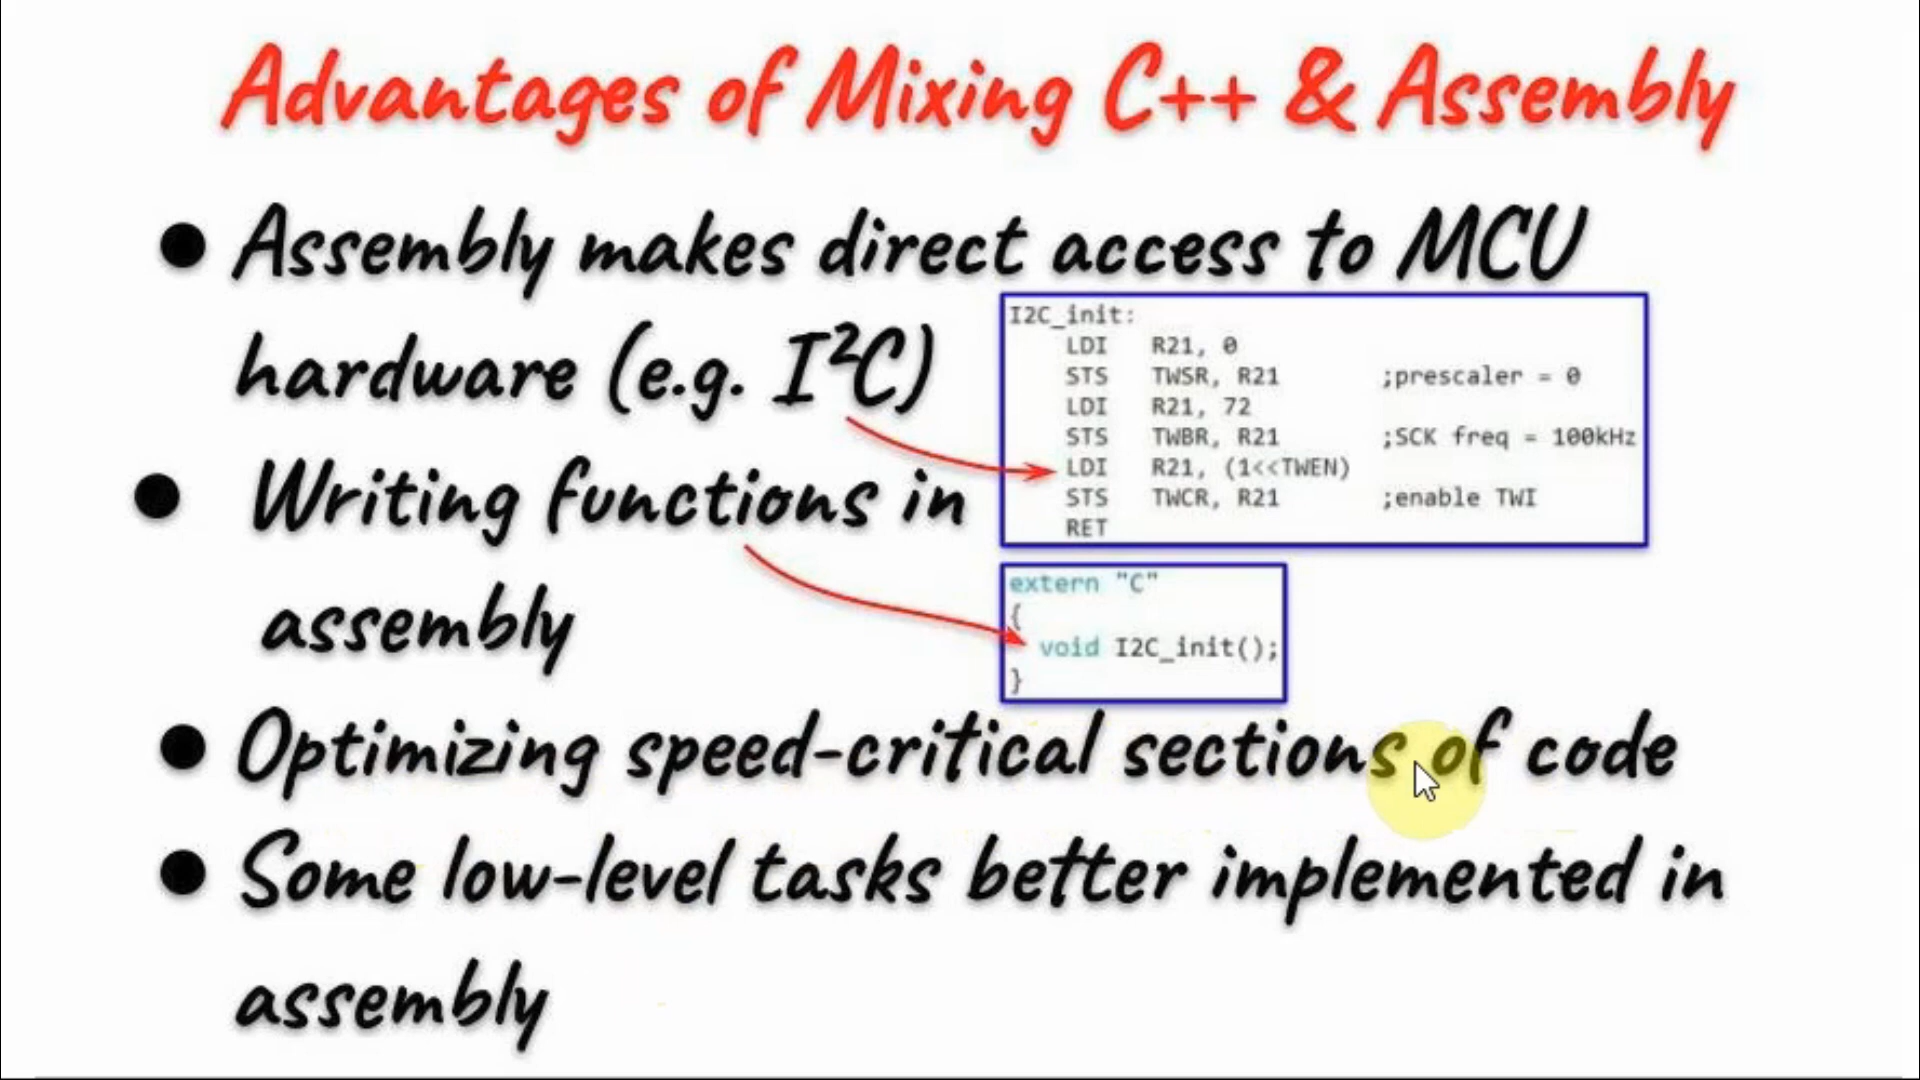 Advantages of Mixing C++ & Assembly
● Assembly makes direct access to MCU
hardware (e.g. I²C)
● Writing functions in
assembly
I2C_init:
LDI R21, 0
STS TWSR, R21 ;prescaler = 0
LDI R21, 72
STS TWBR, R21 ;SCK freq = 100kHz
LDI R21, (1<<TWEN)
STS TWCR, R21 ;enable TWI
RET
extern "C"
{
void I2C_init();
}
● Optimizing speed-critical sections of code
● Some low-level tasks better implemented in
assembly